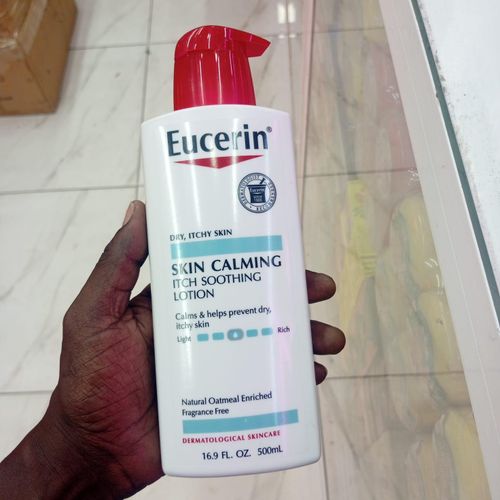 Eucerin®
Eucerin
DRY, ITCHY SKIN
SKIN CALMING
ITCH SOOTHING
LOTION
Calms & helps prevent dry,
itchy skin
Light Rich
Natural Oatmeal Enriched
Fragrance Free
DERMATOLOGICAL SKINCARE
16.9 FL. OZ. 500mL